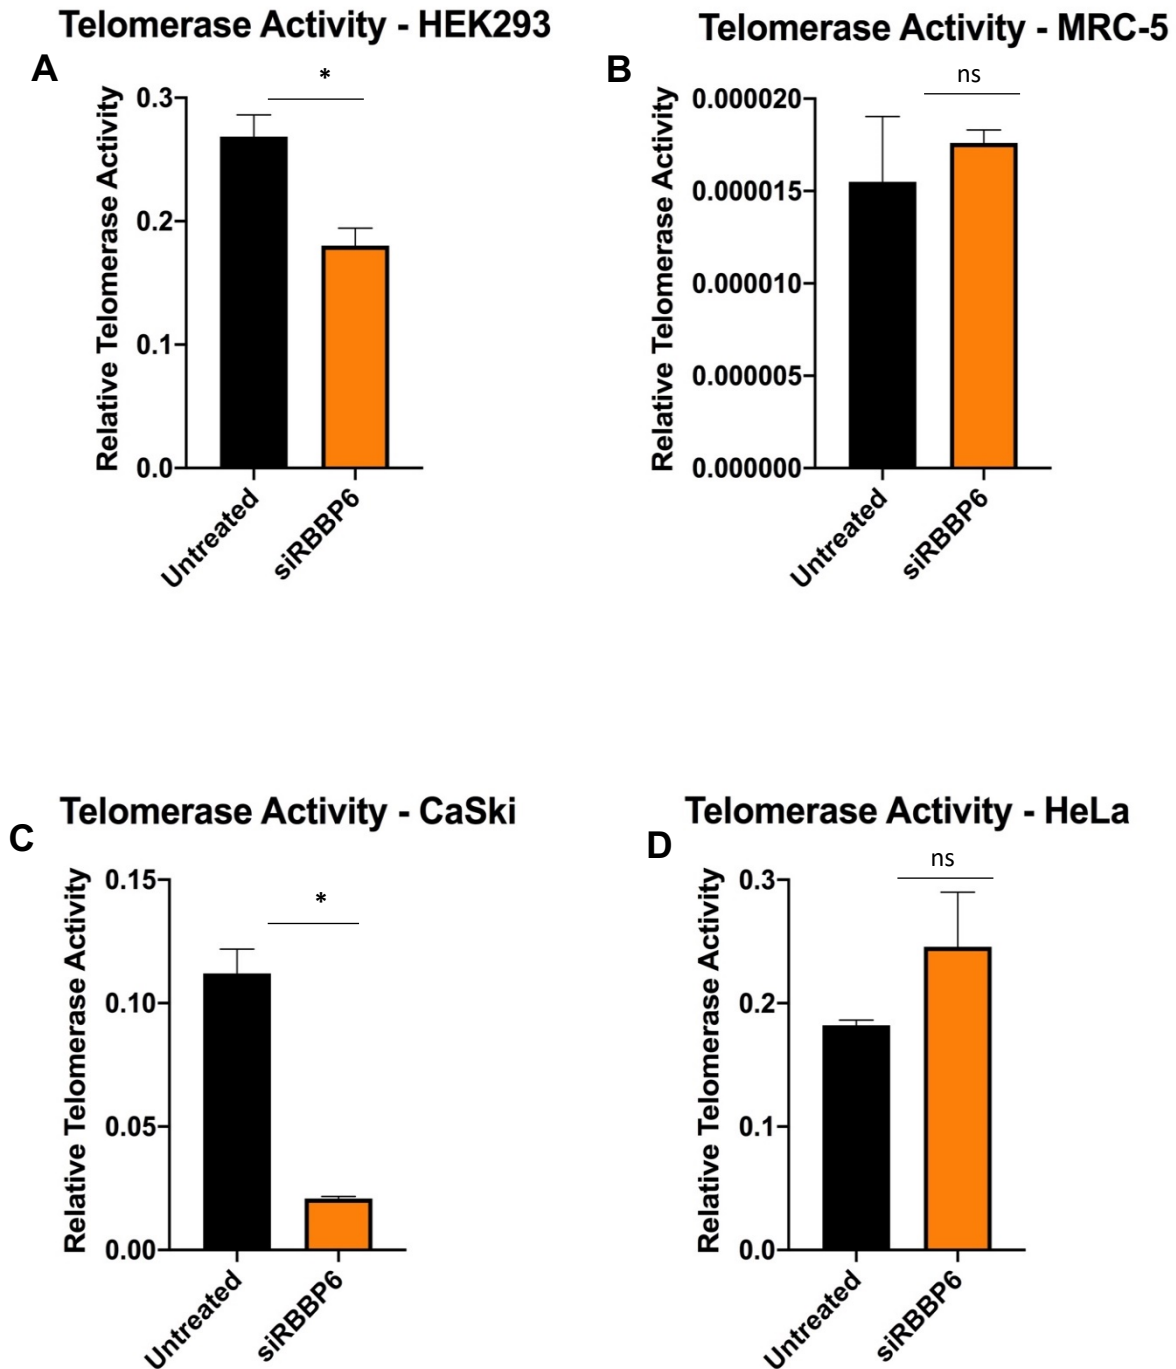 Telomerase Activity - HEK293
A
*
Relative Telomerase Activity
0.3
0.2
0.1
0.0
Untreated
siRBBP6
Telomerase Activity - MRC-5
B
ns
Relative Telomerase Activity
0.000020
0.000015
0.000010
0.000005
0.000000
Untreated
siRBBP6
Telomerase Activity - CaSki
C
*
Relative Telomerase Activity
0.15
0.10
0.05
0.00
Untreated
siRBBP6
Telomerase Activity - HeLa
D
ns
Relative Telomerase Activity
0.3
0.2
0.1
0.0
Untreated
siRBBP6